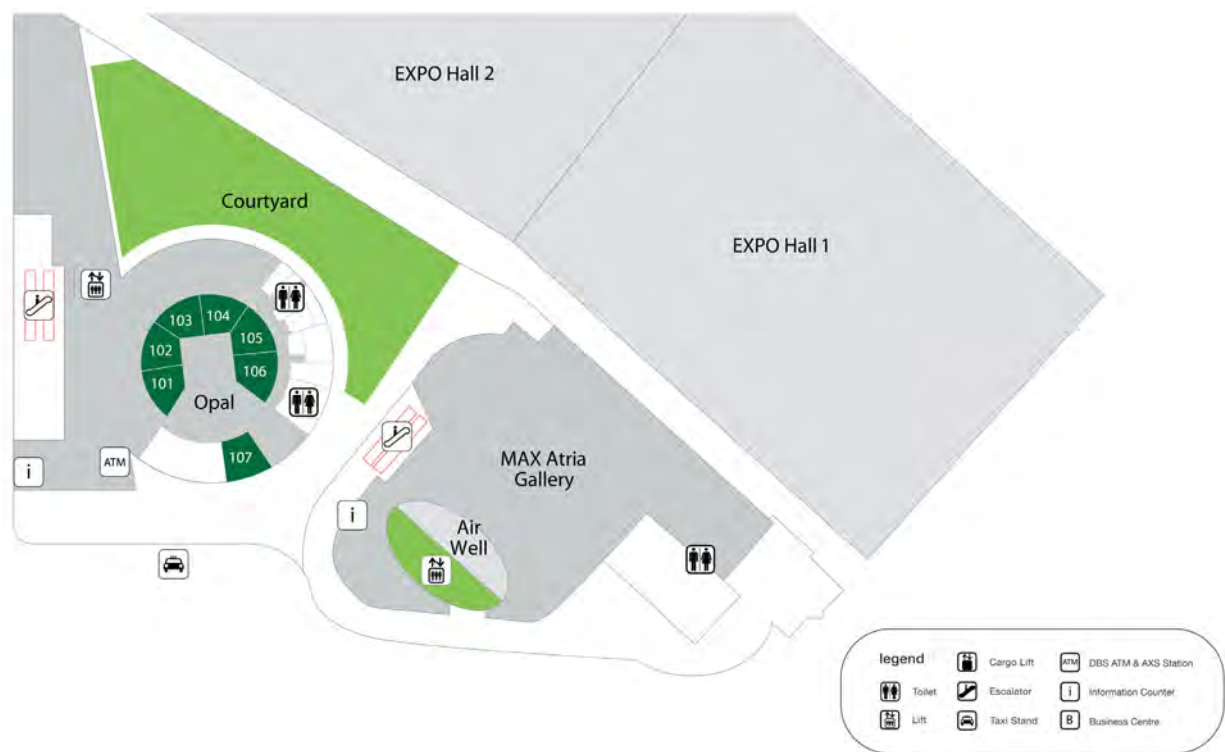 EXPO Hall 2
Courtyard
EXPO Hall 1
103
104
102
105
101
106
Opal
107
ATM
i
i
MAX Atria
Gallery
Air
Well
legend
Toilet
Lift
Cargo Lift
Escalator
Taxi Stand
ATM DBS ATM & AXS Station
i Information Counter
B Business Centre